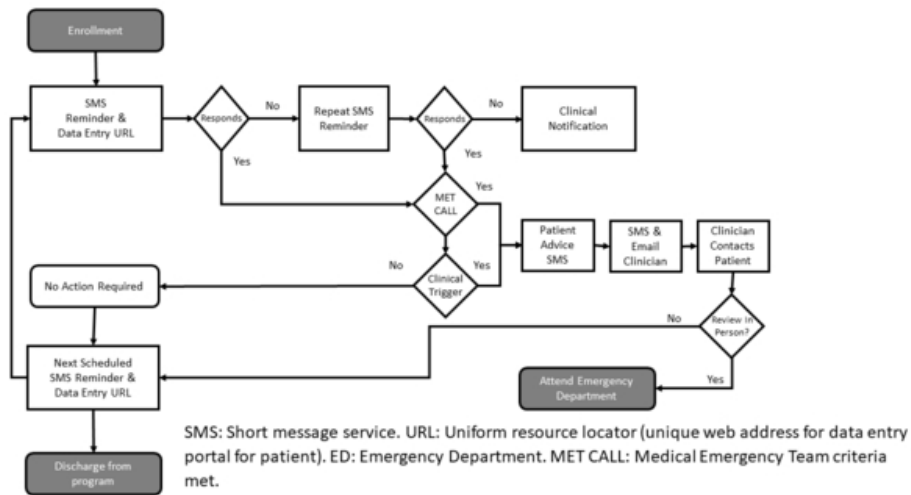 Enrollment
SMS
Reminder &
Data Entry URL
Responds
No
Repeat SMS
Reminder
Responds
No
Clinical
Notification
Yes
Yes
MET
CALL
Yes
Patient
Advice
SMS
SMS &
Email
Clinician
Clinician
Contacts
Patient
No Action Required
No
Clinical
Trigger
Yes
No
Review In
Person?
Next Scheduled
SMS Reminder &
Data Entry URL
Attend Emergency
Department
Yes
Discharge from
program
SMS: Short message service. URL: Uniform resource locator (unique web address for data entry
portal for patient). ED: Emergency Department. MET CALL: Medical Emergency Team criteria
met.